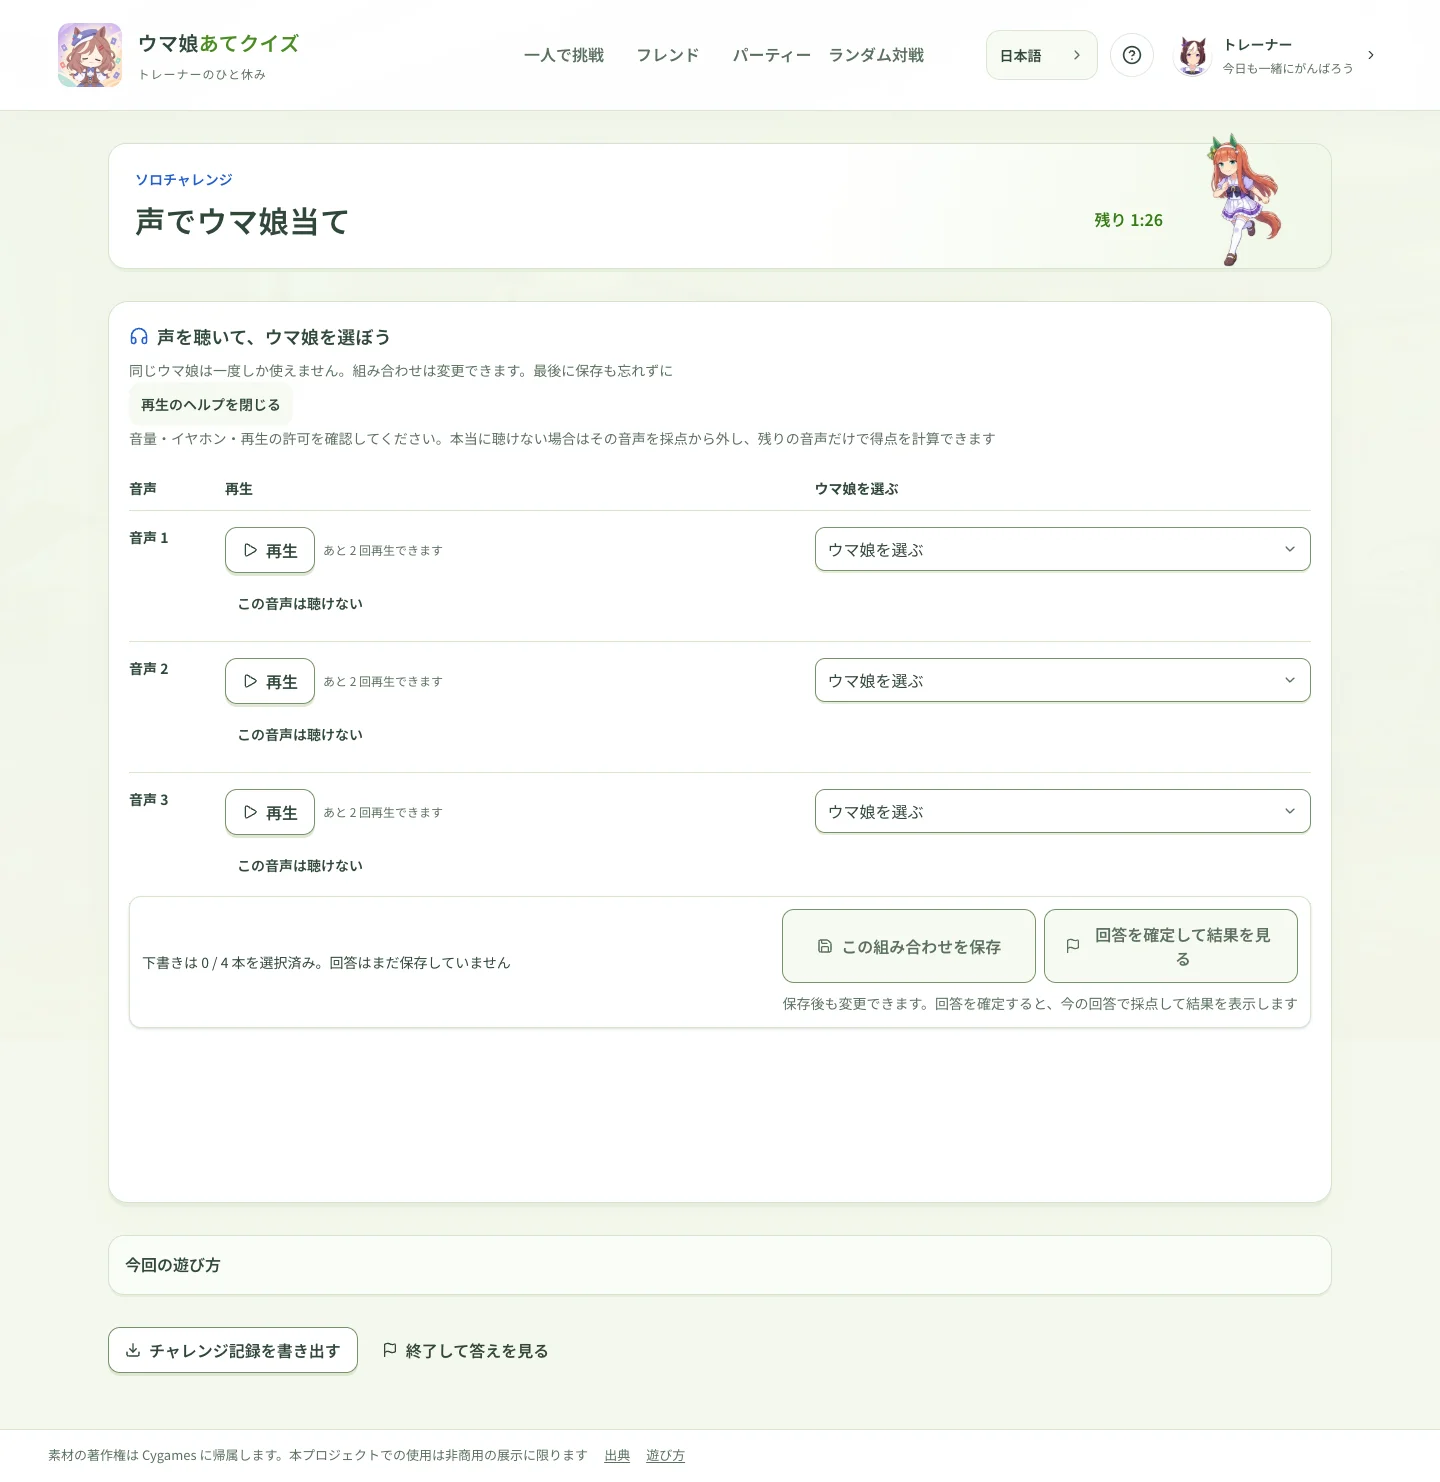 ウマ娘あてクイズ
トレーナーのひと休み
一人で挑戦
フレンド
パーティー
ランダム対戦
日本語
トレーナー
今日も一緒にがんばろう
ソロチャレンジ
声でウマ娘当て
残り 1:26
声を聴いて、ウマ娘を選ぼう
同じウマ娘は一度しか使えません。組み合わせは変更できます。最後に保存も忘れずに
再生のヘルプを閉じる
音量・イヤホン・再生の許可を確認してください。本当に聴けない場合はその音声を採点から外し、残りの音声だけで得点を計算できます
音声 再生 ウマ娘を選ぶ
音声 1 再生 あと 2 回再生できます ウマ娘を選ぶ
この音声は聴けない
音声 2 再生 あと 2 回再生できます ウマ娘を選ぶ
この音声は聴けない
音声 3 再生 あと 2 回再生できます ウマ娘を選ぶ
この音声は聴けない
下書きは 0 / 4 本を選択済み。回答はまだ保存していません
この組み合わせを保存
回答を確定して結果を見
る
保存後も変更できます。回答を確定すると、今の回答で採点して結果を表示します
今回の遊び方
チャレンジ記録を書き出す
終了して答えを見る
素材の著作権は Cygames に帰属します。本プロジェクトでの使用は非商用の展示に限ります 出典 遊び方